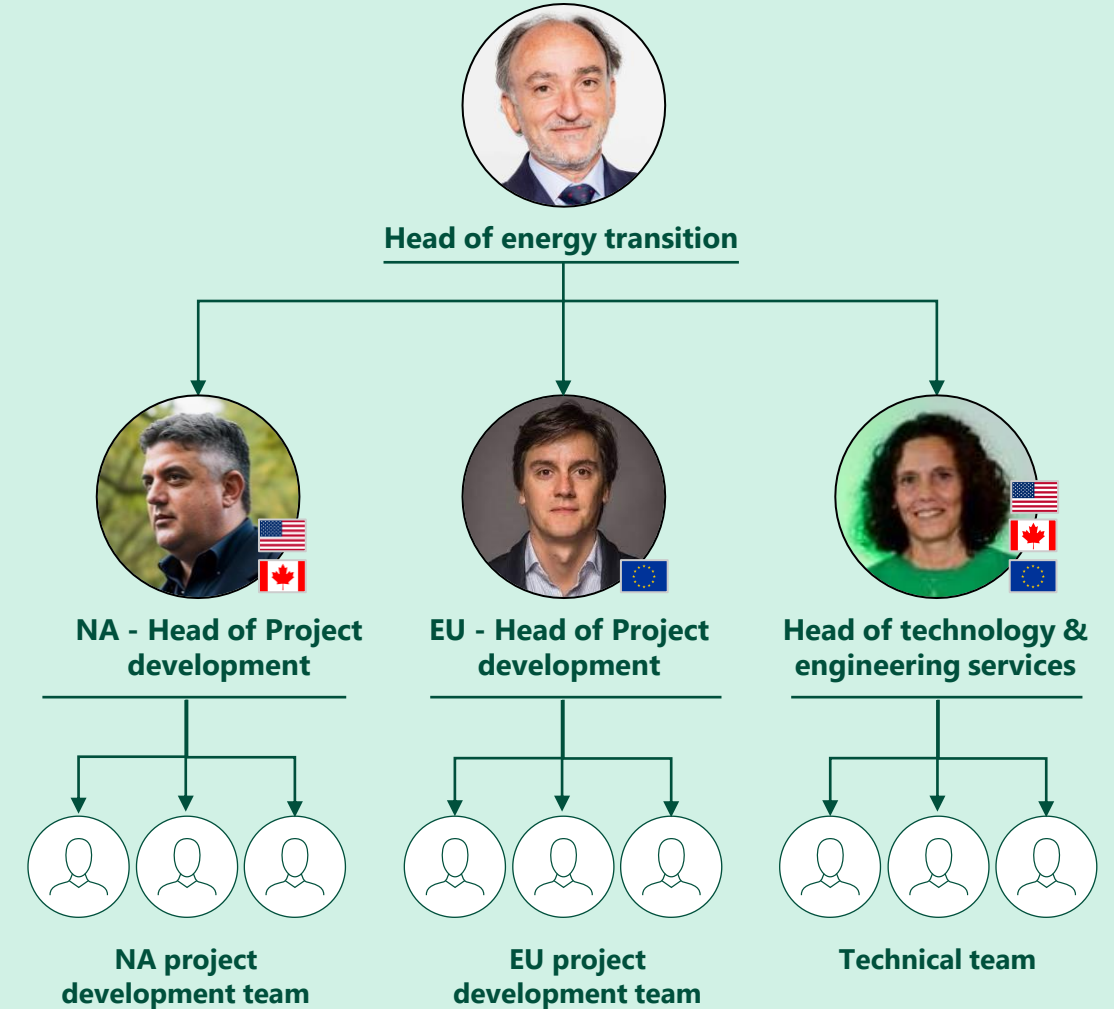 Head of energy transition
NA - Head of Project
development
EU - Head of Project
development
Head of technology &
engineering services
NA project
development team
EU project
development team
Technical team